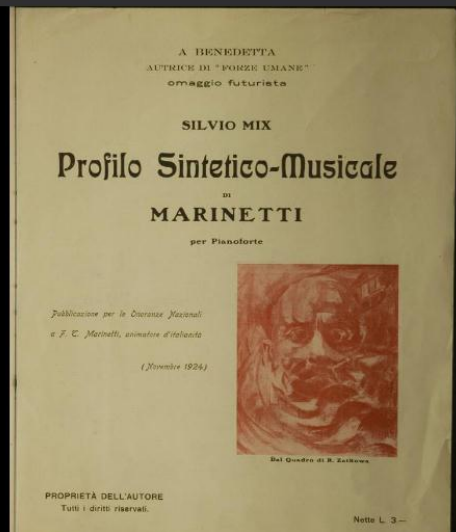 A BENEDETTA
AUTRICE DI "FORZE UMANE"
omaggio futurista
SILVIO MIX
Profilo Sintetico-Musicale
DI
MARINETTI
per Pianoforte
Pubblicazione per le Onoranze Nazionali
a F. T. Marinetti, animatore d'italianità
(Novembre 1924)
Dal Quadro di R. Zatkowa
PROPRIETÀ DELL'AUTORE
Tutti i diritti riservati.
Nette L. 3.—